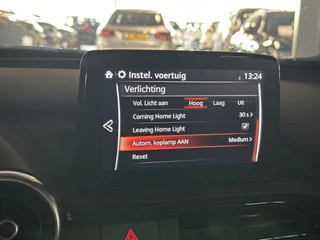 Instel. voertuig 13:24
Verlichting
Vol. Licht aan Hoog Laag Uit
Coming Home Light 30 s
Leaving Home Light
Autom. koplamp AAN Medium
Reset